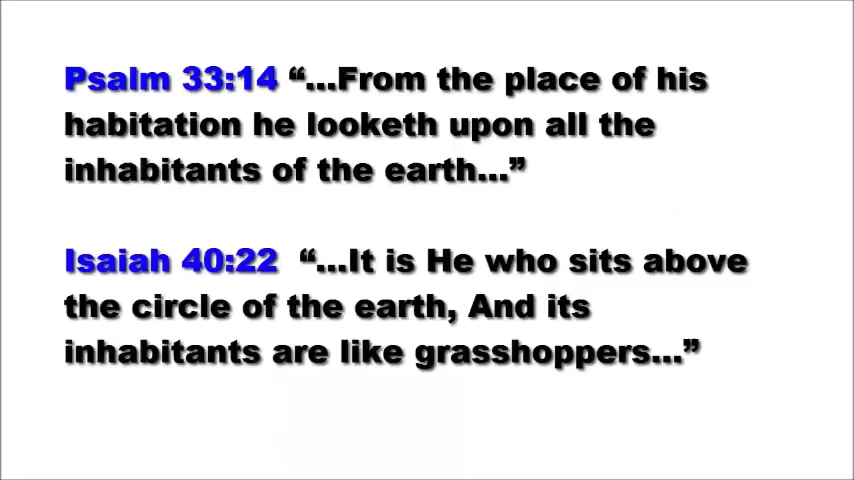 Psalm 33:14 “...From the place of his
habitation he looketh upon all the
inhabitants of the earth...”
Isaiah 40:22 “...It is He who sits above
the circle of the earth, And its
inhabitants are like grasshoppers...”